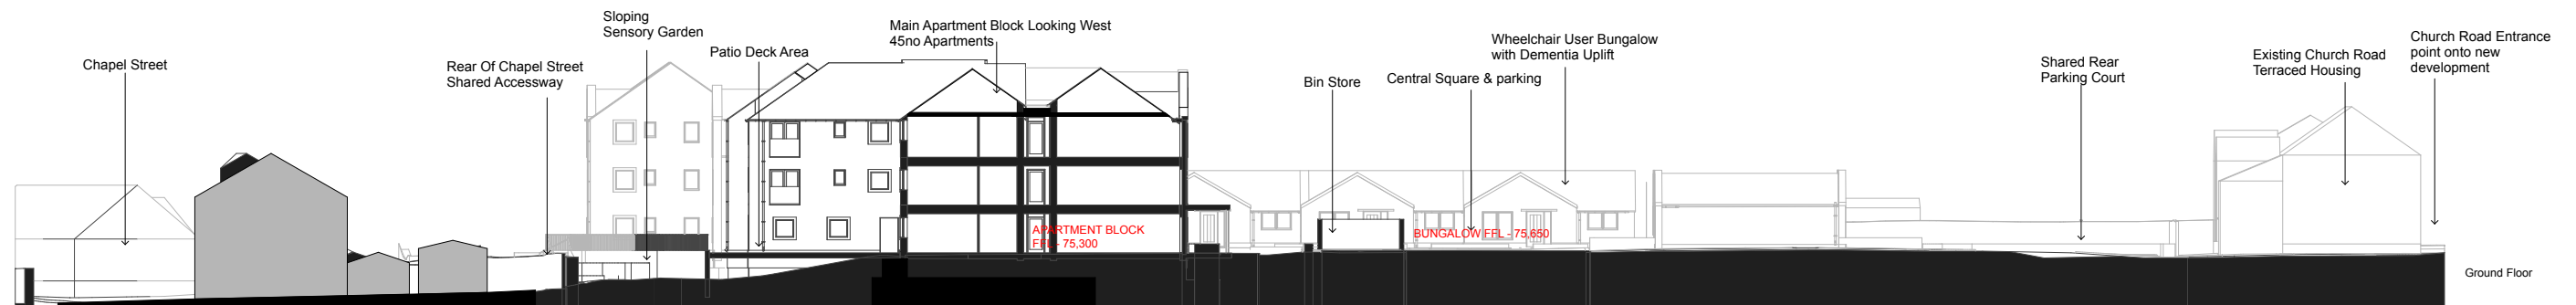 Chapel Street
Rear Of Chapel Street
Shared Accessway
Sloping
Sensory Garden
Patio Deck Area
Main Apartment Block Looking West
45no Apartments
APARTMENT BLOCK
FFL - 75,300
Bin Store
Central Square & parking
BUNGALOW FFL - 75,650
Wheelchair User Bungalow
with Dementia Uplift
Shared Rear
Parking Court
Existing Church Road
Terraced Housing
Church Road Entrance
point onto new
development
Ground Floor